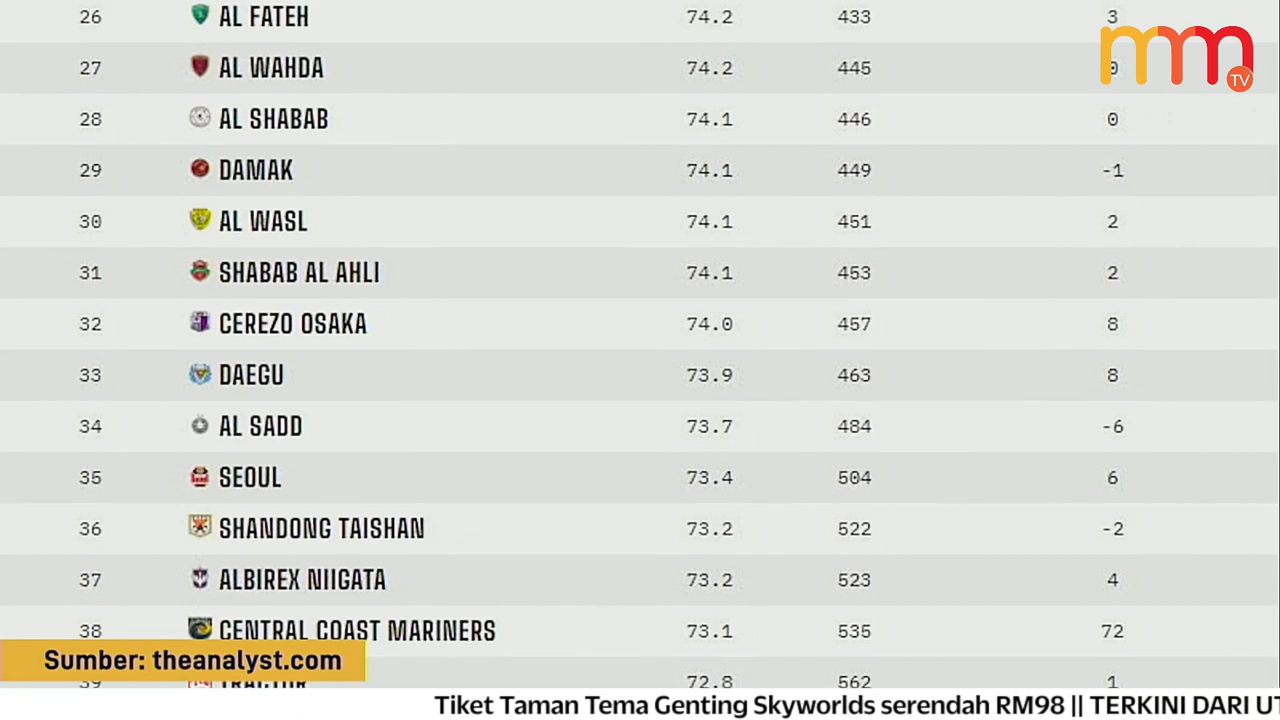 26 AL FATEH 74.2 433 3
27 AL WAHDA 74.2 445 0
28 AL SHABAB 74.1 446 0
29 DAMAK 74.1 449 -1
30 AL WASL 74.1 451 2
31 SHABAB AL AHLI 74.1 453 2
32 CEREZO OSAKA 74.0 457 8
33 DAEGU 73.9 463 8
34 AL SADD 73.7 484 -6
35 SEOUL 73.4 504 6
36 SHANDONG TAISHAN 73.2 522 -2
37 ALBIREX NIIGATA 73.2 523 4
38 CENTRAL COAST MARINERS 73.1 535 72
39 TRACTOR 72.8 562 1
mm TV
Sumber: theanalyst.com
Tiket Taman Tema Genting Skyworlds serendah RM98 || TERKINI DARI UT